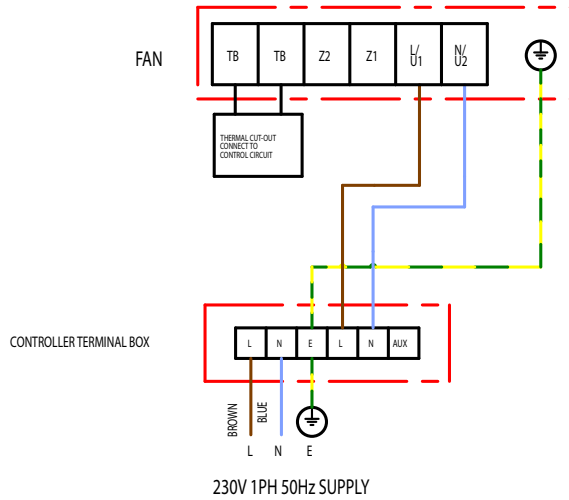 FAN
TB TB Z2 Z1 L/ U1 N/ U2
THERMAL CUT-OUT
CONNECT TO
CONTROL CIRCUIT
CONTROLLER TERMINAL BOX
L N E L N AUX
BROWN
BLUE
L N E
230V 1PH 50Hz SUPPLY